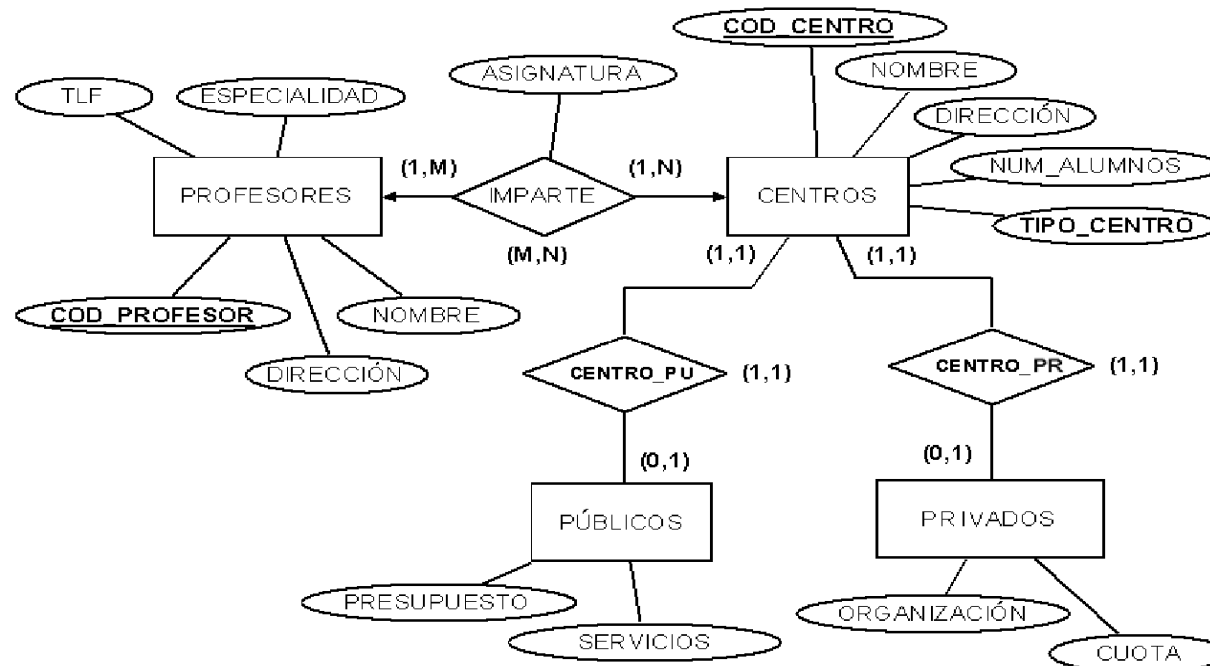 COD_CENTRO
ASIGNATURA
NOMBRE
TLF
ESPECIALIDAD
DIRECCIÓN
(1,M)
(1,N)
NUM_ALUMNOS
PROFESORES
IMPARTE
CENTROS
TIPO_CENTRO
(M,N)
(1,1)
(1,1)
COD_PROFESOR
NOMBRE
DIRECCIÓN
CENTRO_PU
(1,1)
CENTRO_PR
(1,1)
(0,1)
(0,1)
PÚBLICOS
PRIVADOS
PRESUPUESTO
ORGANIZACIÓN
SERVICIOS
CUOTA